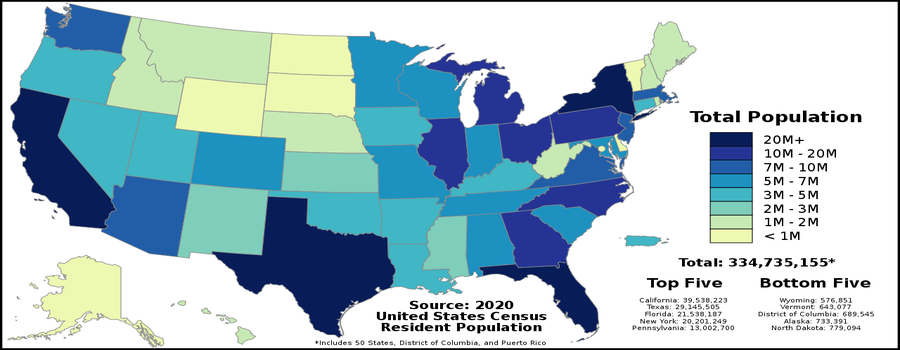 Total Population
20M+
10M - 20M
7M - 10M
5M - 7M
3M - 5M
2M - 3M
1M - 2M
< 1M
Total: 334,735,155*
Top Five
California: 39,538,223
Texas: 29,145,505
Florida: 21,538,187
New York: 20,201,249
Pennsylvania: 13,002,700
Bottom Five
Wyoming: 576,851
Vermont: 643,077
District of Columbia: 689,545
Alaska: 733,391
North Dakota: 779,094
Source: 2020
United States Census
Resident Population
*Includes 50 States, District of Columbia, and Puerto Rico